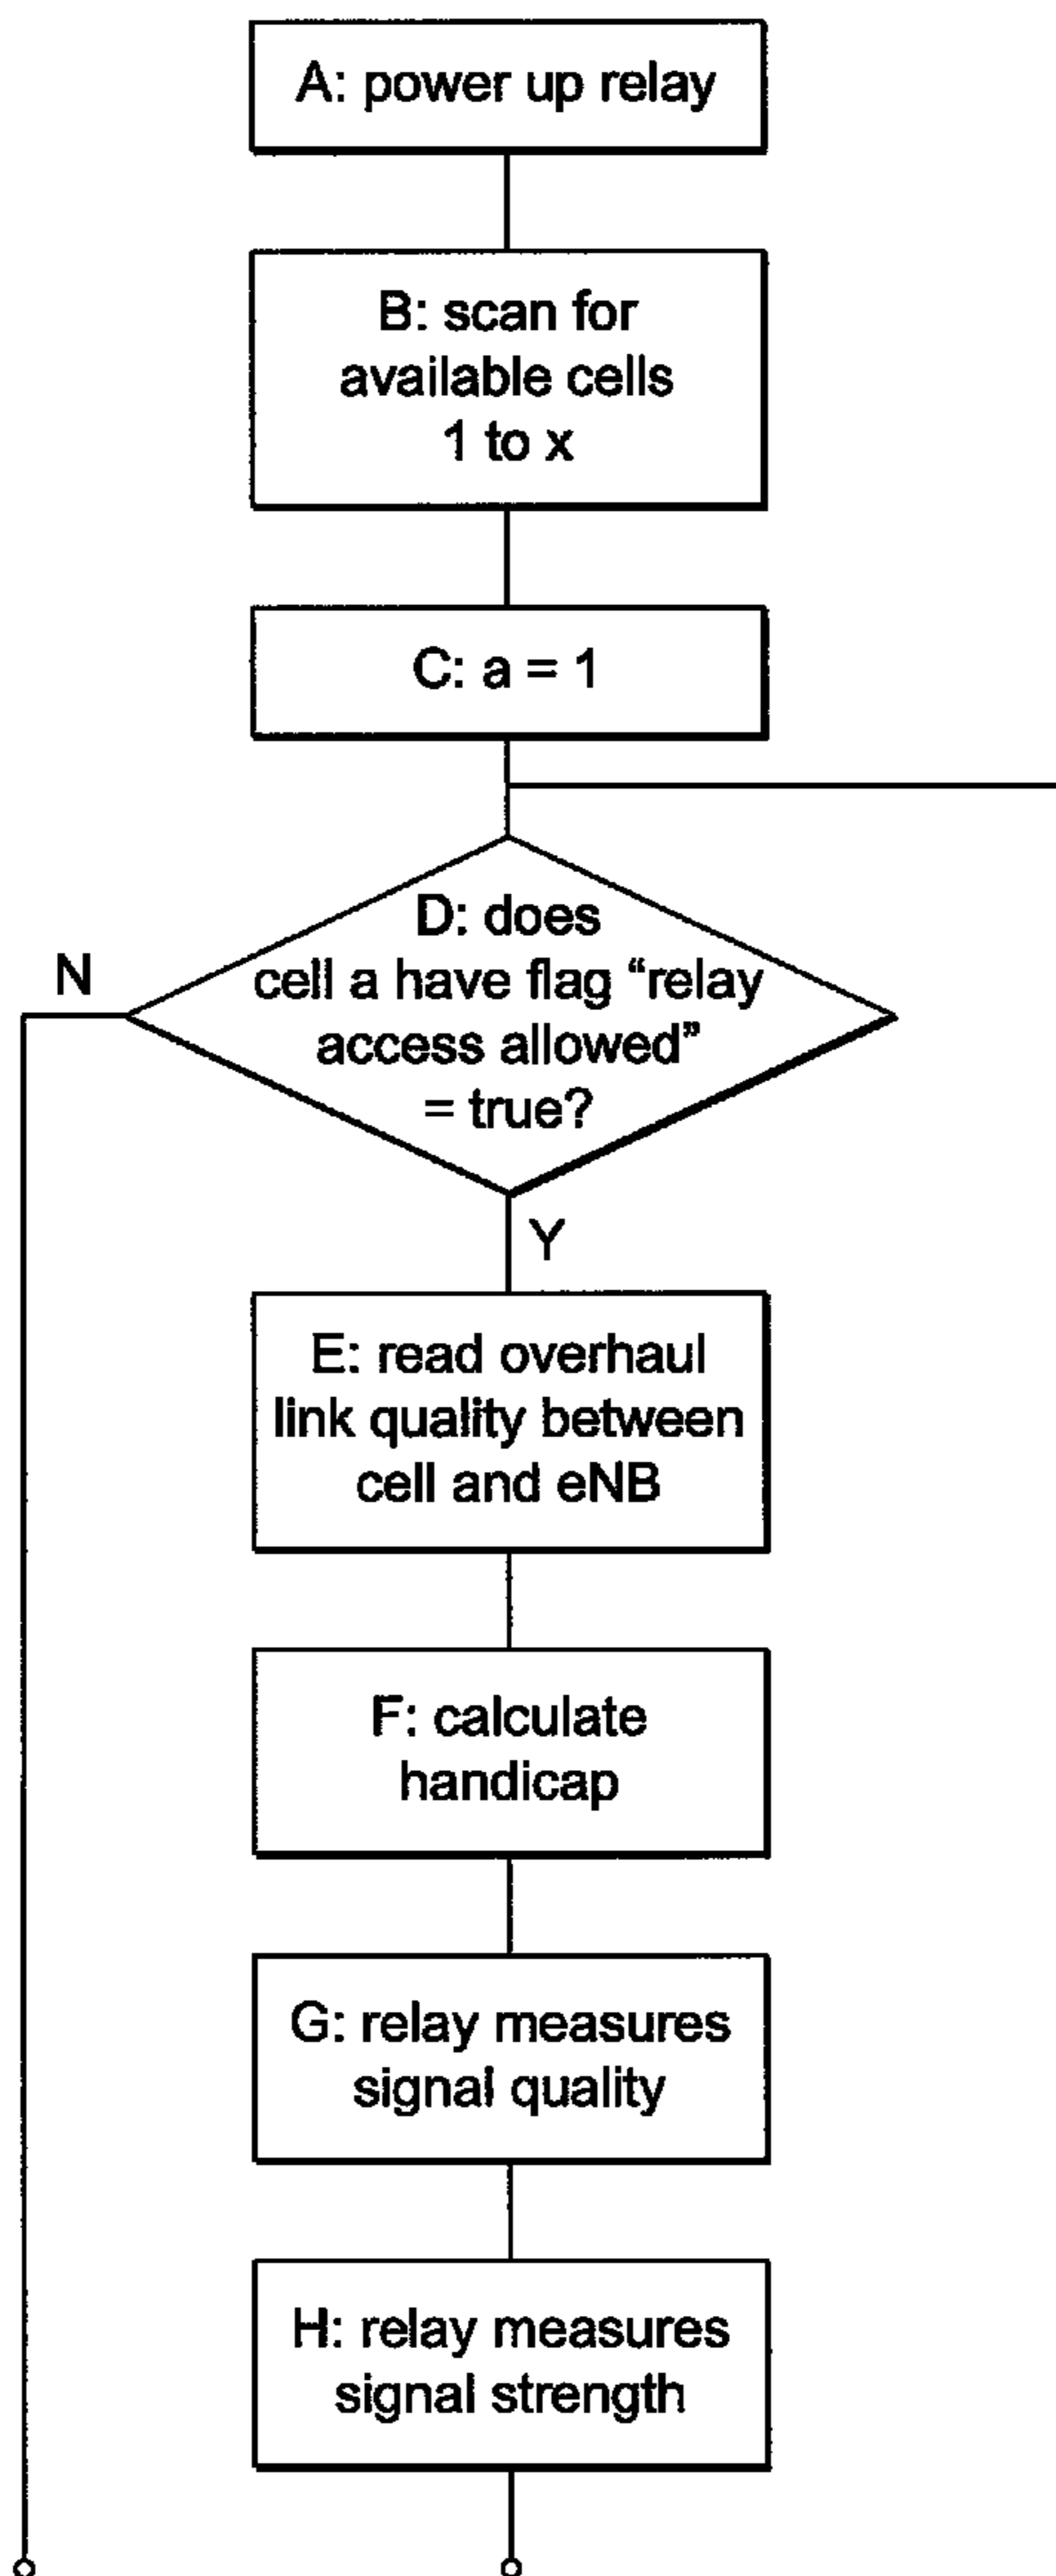 A: power up relay
B: scan for
available cells
1 to x
C: a = 1
D: does
cell a have flag “relay
access allowed”
= true?
N
Y
E: read overhaul
link quality between
cell and eNB
F: calculate
handicap
G: relay measures
signal quality
H: relay measures
signal strength